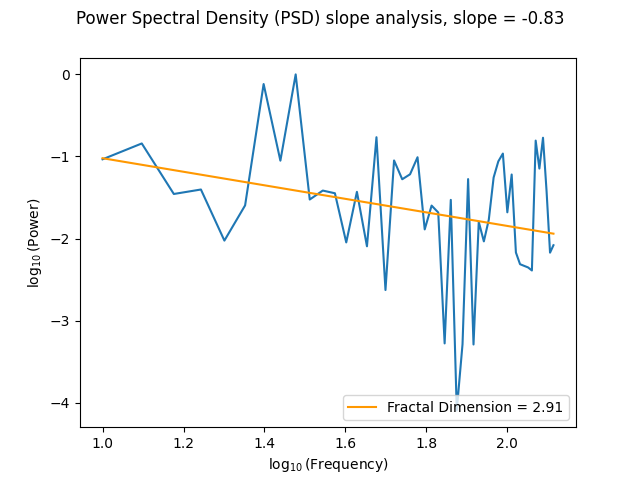 Power Spectral Density (PSD) slope analysis, slope = -0.83
0
−1
−2
−3
−4
log₁₀(Power)
Fractal Dimension = 2.91
1.0 1.2 1.4 1.6 1.8 2.0
log₁₀(Frequency)